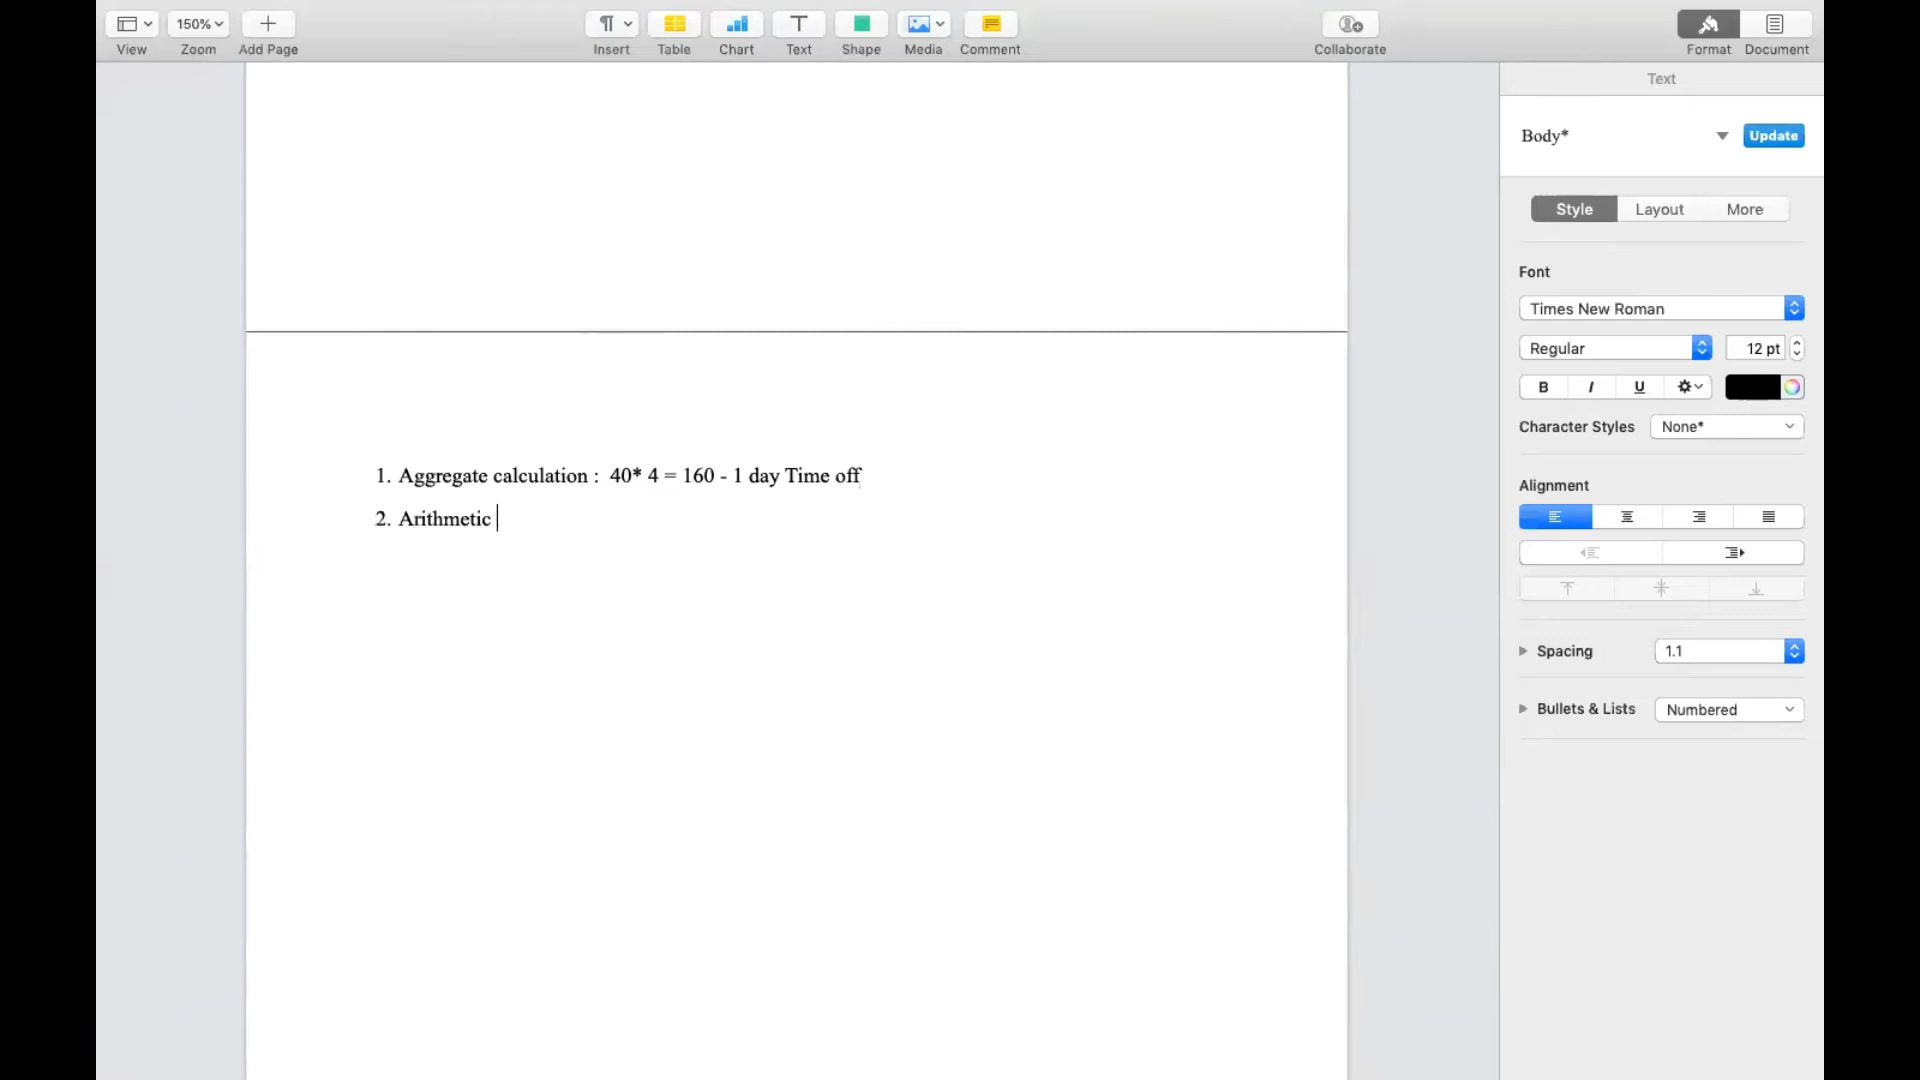 150%
View
Zoom
Add Page
Insert
Table
Chart
Text
Shape
Media
Comment
Collaborate
Format
Document
Text
Body*
Update
Style
Layout
More
Font
Times New Roman
Regular
12 pt
B I U
Character Styles
None*
Alignment
Spacing
1.1
Bullets & Lists
Numbered
1. Aggregate calculation : 40* 4 = 160 - 1 day Time off
2. Arithmetic